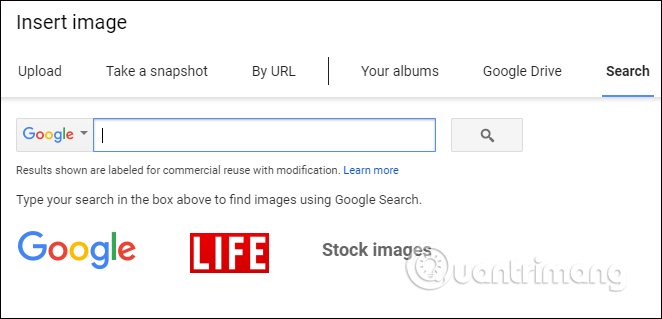 Insert image
Upload Take a snapshot By URL Your albums Google Drive Search
Google
Results shown are labeled for commercial reuse with modification. Learn more
Type your search in the box above to find images using Google Search.
Google LIFE Stock images
Quantrimang